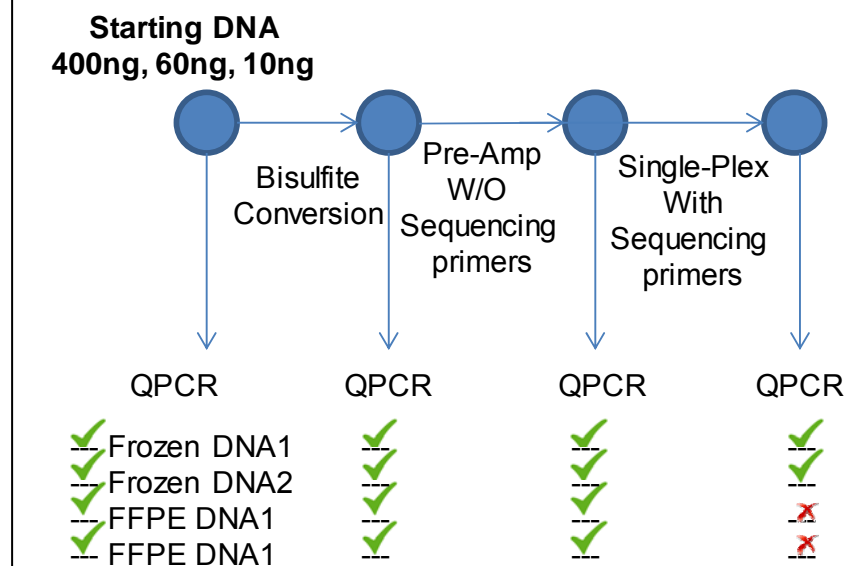 Starting DNA
400ng, 60ng, 10ng
Bisulfite
Conversion
Pre-Amp
W/O
Sequencing
primers
Single-Plex
With
Sequencing
primers
QPCR QPCR QPCR QPCR
--- Frozen DNA1 --- --- ---
--- Frozen DNA2 --- --- ---
--- FFPE DNA1 --- --- ---
--- FFPE DNA1 --- --- ---